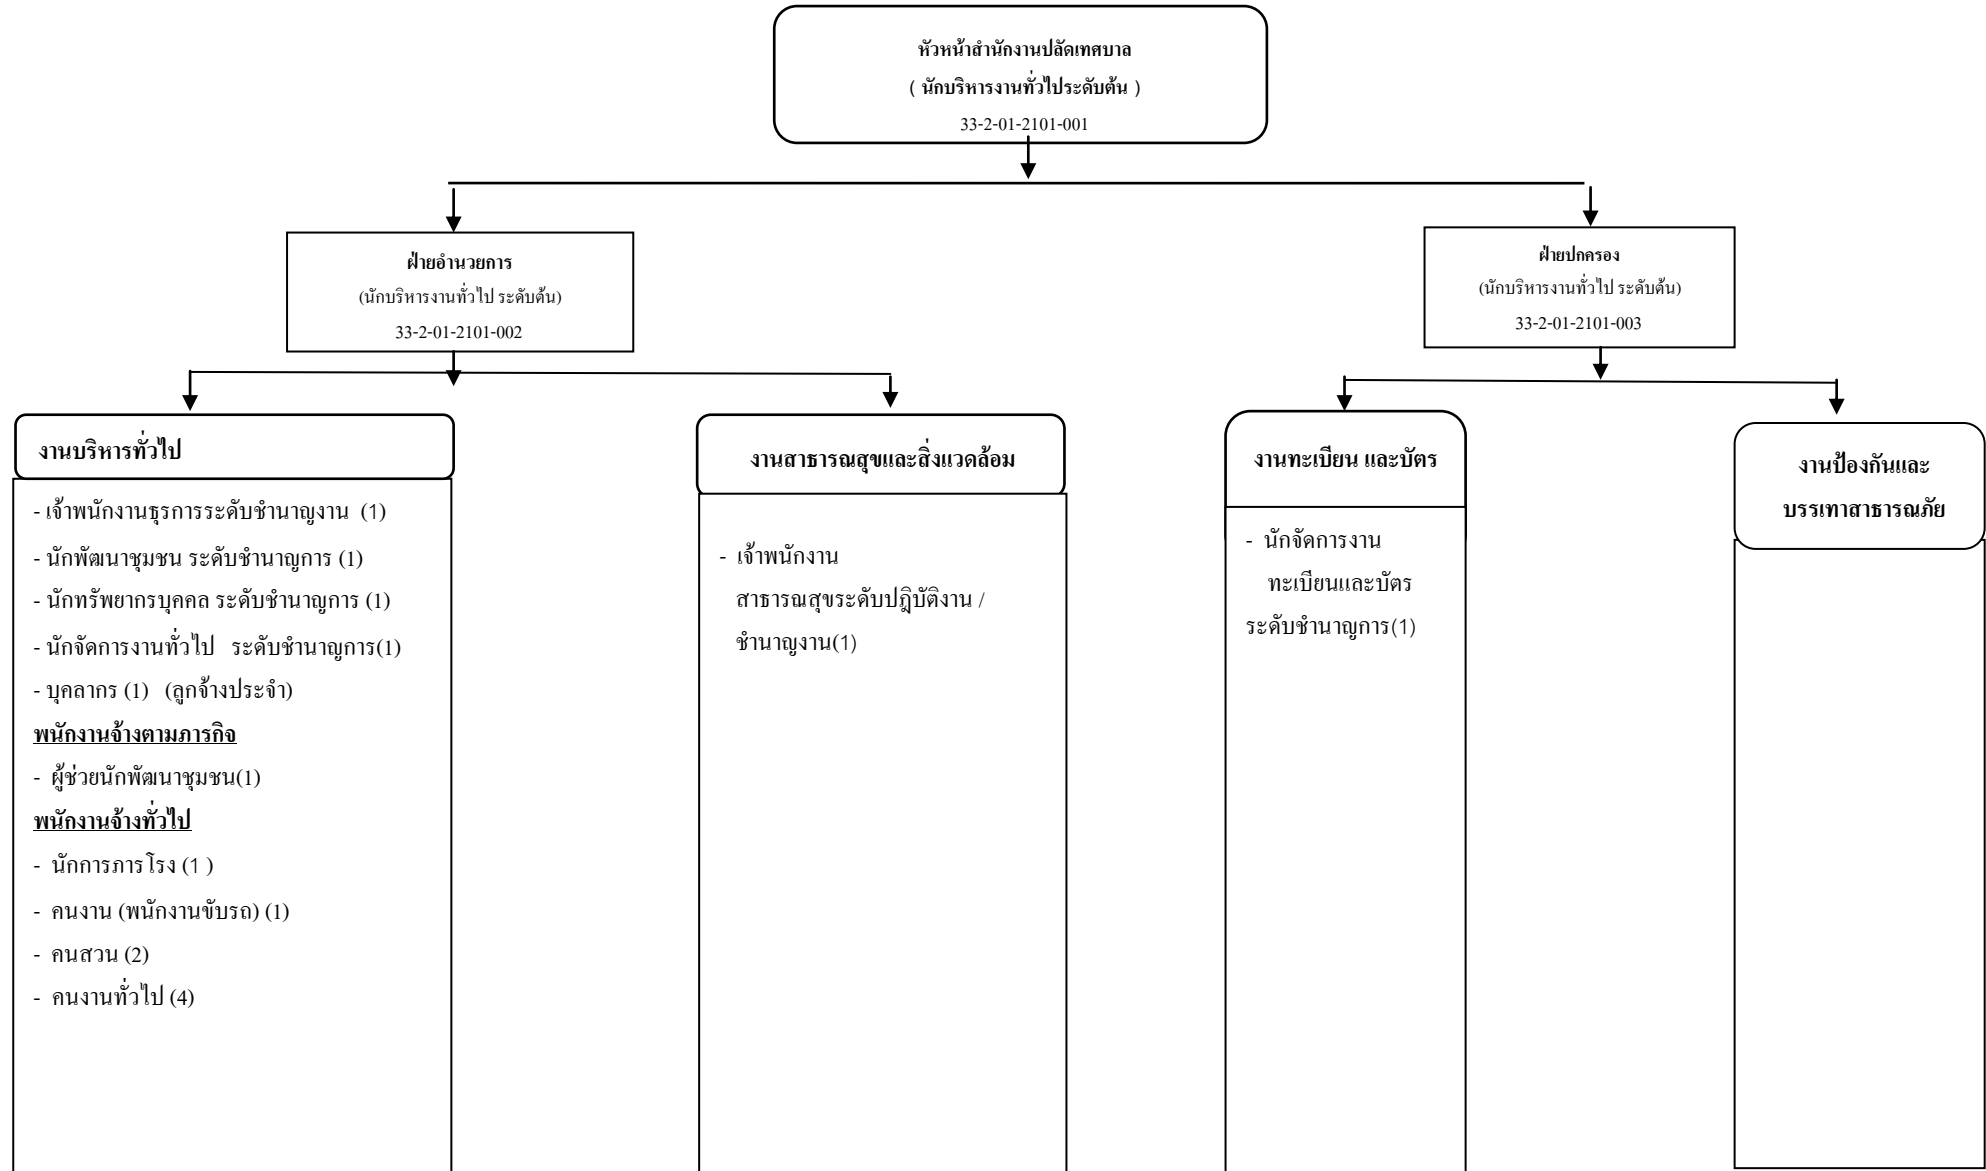 หัวหน้าสำนักงานปลัดเทศบาล
( นักบริหารงานทั่วไประดับต้น )
33-2-01-2101-001
ฝ่ายอำนวยการ
(นักบริหารงานทั่วไป ระดับต้น)
33-2-01-2101-002
ฝ่ายปกครอง
(นักบริหารงานทั่วไป ระดับต้น)
33-2-01-2101-003
งานบริหารทั่วไป
- เจ้าพนักงานธุรการระดับชำนาญงาน (1)
- นักพัฒนาชุมชน ระดับชำนาญการ (1)
- นักทรัพยากรบุคคล ระดับชำนาญการ (1)
- นักจัดการงานทั่วไป ระดับชำนาญการ(1)
- บุคลากร (1) (ลูกจ้างประจำ)
พนักงานจ้างตามภารกิจ
- ผู้ช่วยนักพัฒนาชุมชน(1)
พนักงานจ้างทั่วไป
- นักการภารโรง (1 )
- คนงาน (พนักงานขับรถ) (1)
- คนสวน (2)
- คนงานทั่วไป (4)
งานสาธารณสุขและสิ่งแวดล้อม
- เจ้าพนักงาน
สาธารณสุขระดับปฎิบัติงาน /
ชำนาญงาน(1)
งานทะเบียน และบัตร
- นักจัดการงาน
ทะเบียนและบัตร
ระดับชำนาญการ(1)
งานป้องกันและ
บรรเทาสาธารณภัย